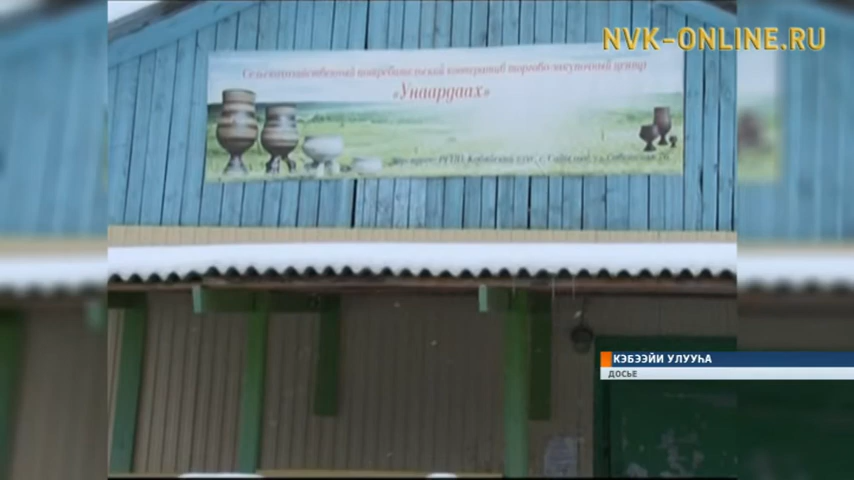 NVK-ONLINE.RU
Сельскохозяйственный потребительский кооператив торгово-закупочный центр
«Унаардаах»
КЭБЭЭЙИ УЛУУҺА
ДОСЬЕ